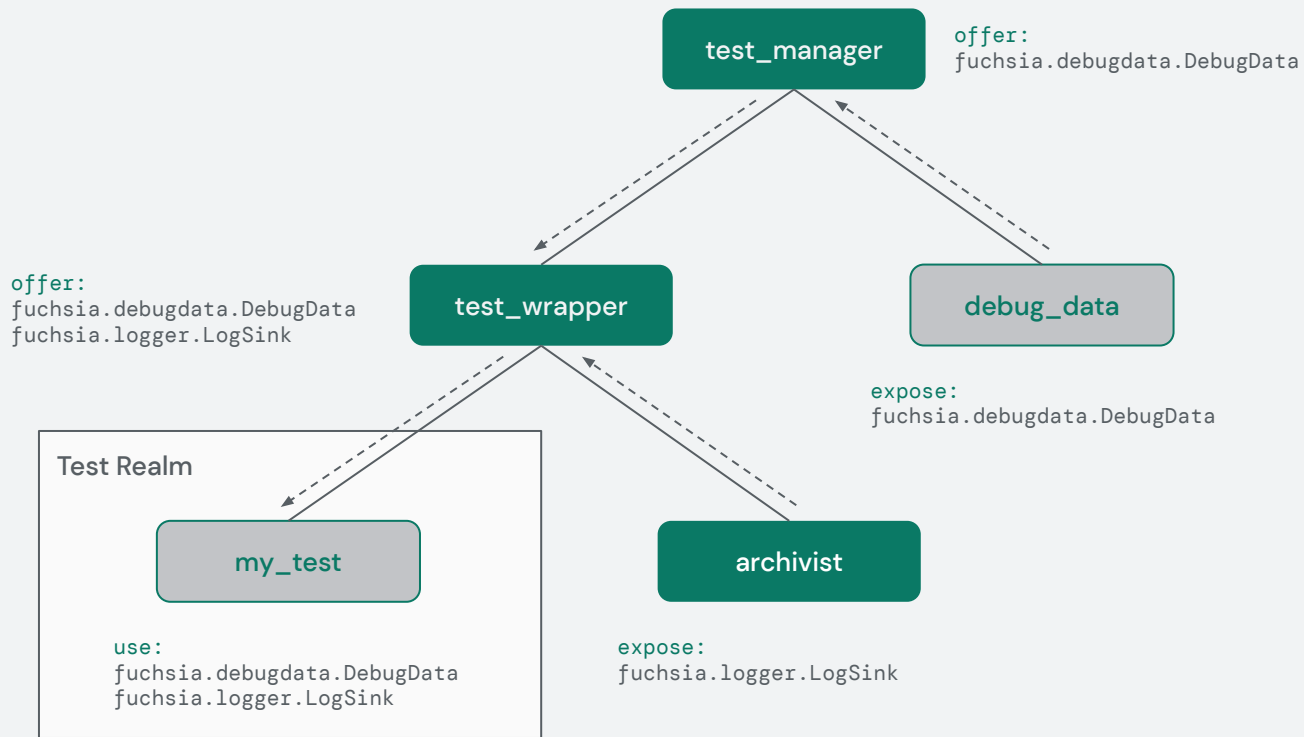 test_manager
offer:
fuchsia.debugdata.DebugData
offer:
fuchsia.debugdata.DebugData
fuchsia.logger.LogSink
test_wrapper
debug_data
expose:
fuchsia.debugdata.DebugData
Test Realm
my_test
use:
fuchsia.debugdata.DebugData
fuchsia.logger.LogSink
archivist
expose:
fuchsia.logger.LogSink